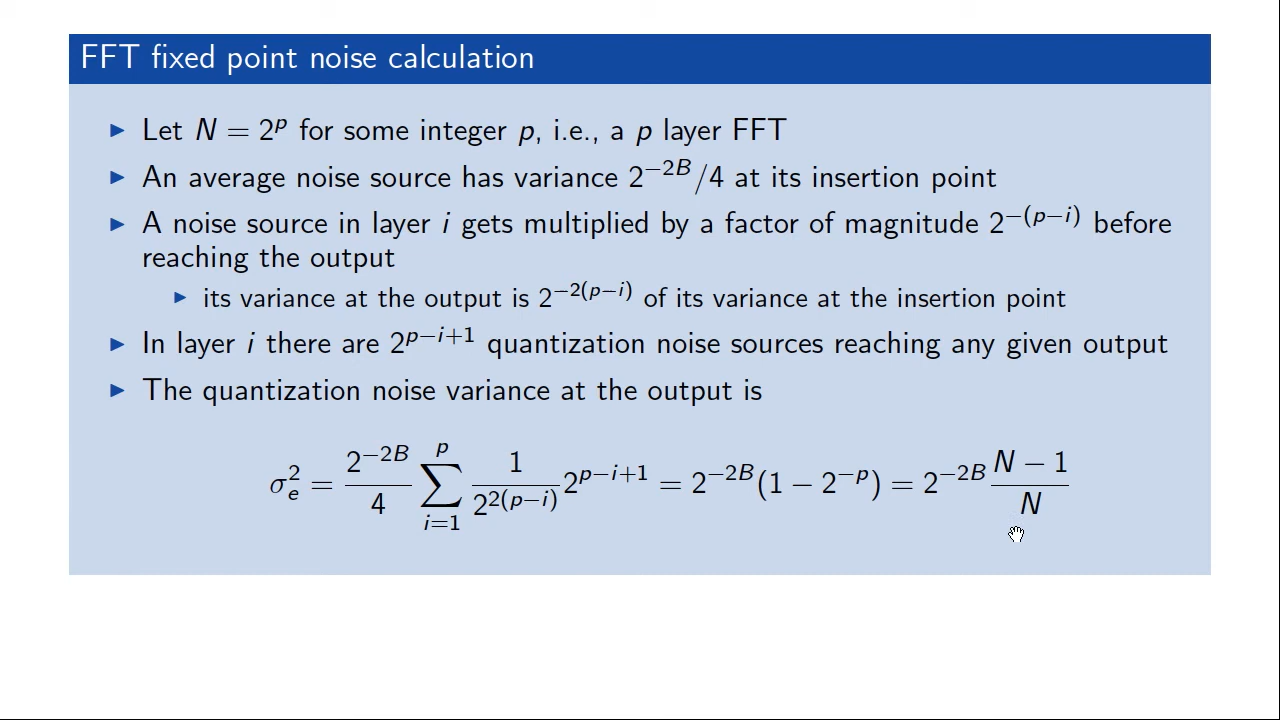 FFT fixed point noise calculation
▶ Let N = 2^p for some integer p, i.e., a p layer FFT
▶ An average noise source has variance 2^{−2B}/4 at its insertion point
▶ A noise source in layer i gets multiplied by a factor of magnitude 2^{−(p−i)} before
reaching the output
▶ its variance at the output is 2^{−2(p−i)} of its variance at the insertion point
▶ In layer i there are 2^{p−i+1} quantization noise sources reaching any given output
▶ The quantization noise variance at the output is
σ_e^2 = \frac{2^{−2B}}{4} \sum_{i=1}^{p} \frac{1}{2^{2(p−i)}} 2^{p−i+1} = 2^{−2B}(1 − 2^{−p}) = 2^{−2B} \frac{N − 1}{N}